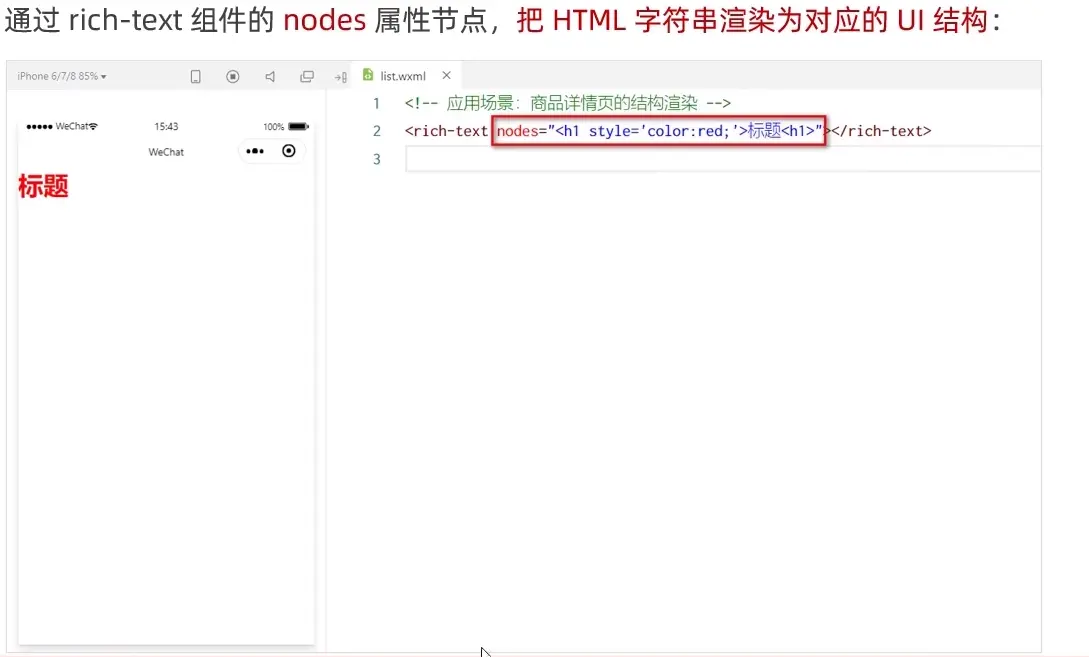 通过 rich-text 组件的 nodes 属性节点，把 HTML 字符串渲染为对应的 UI 结构：
iPhone 6/7/8 85%
list.wxml
1 <!-- 应用场景：商品详情页的结构渲染 -->
2 <rich-text nodes="<h1 style='color:red;'>标题<h1>"></rich-text>
3
WeChat 15:43 100%
WeChat
标题